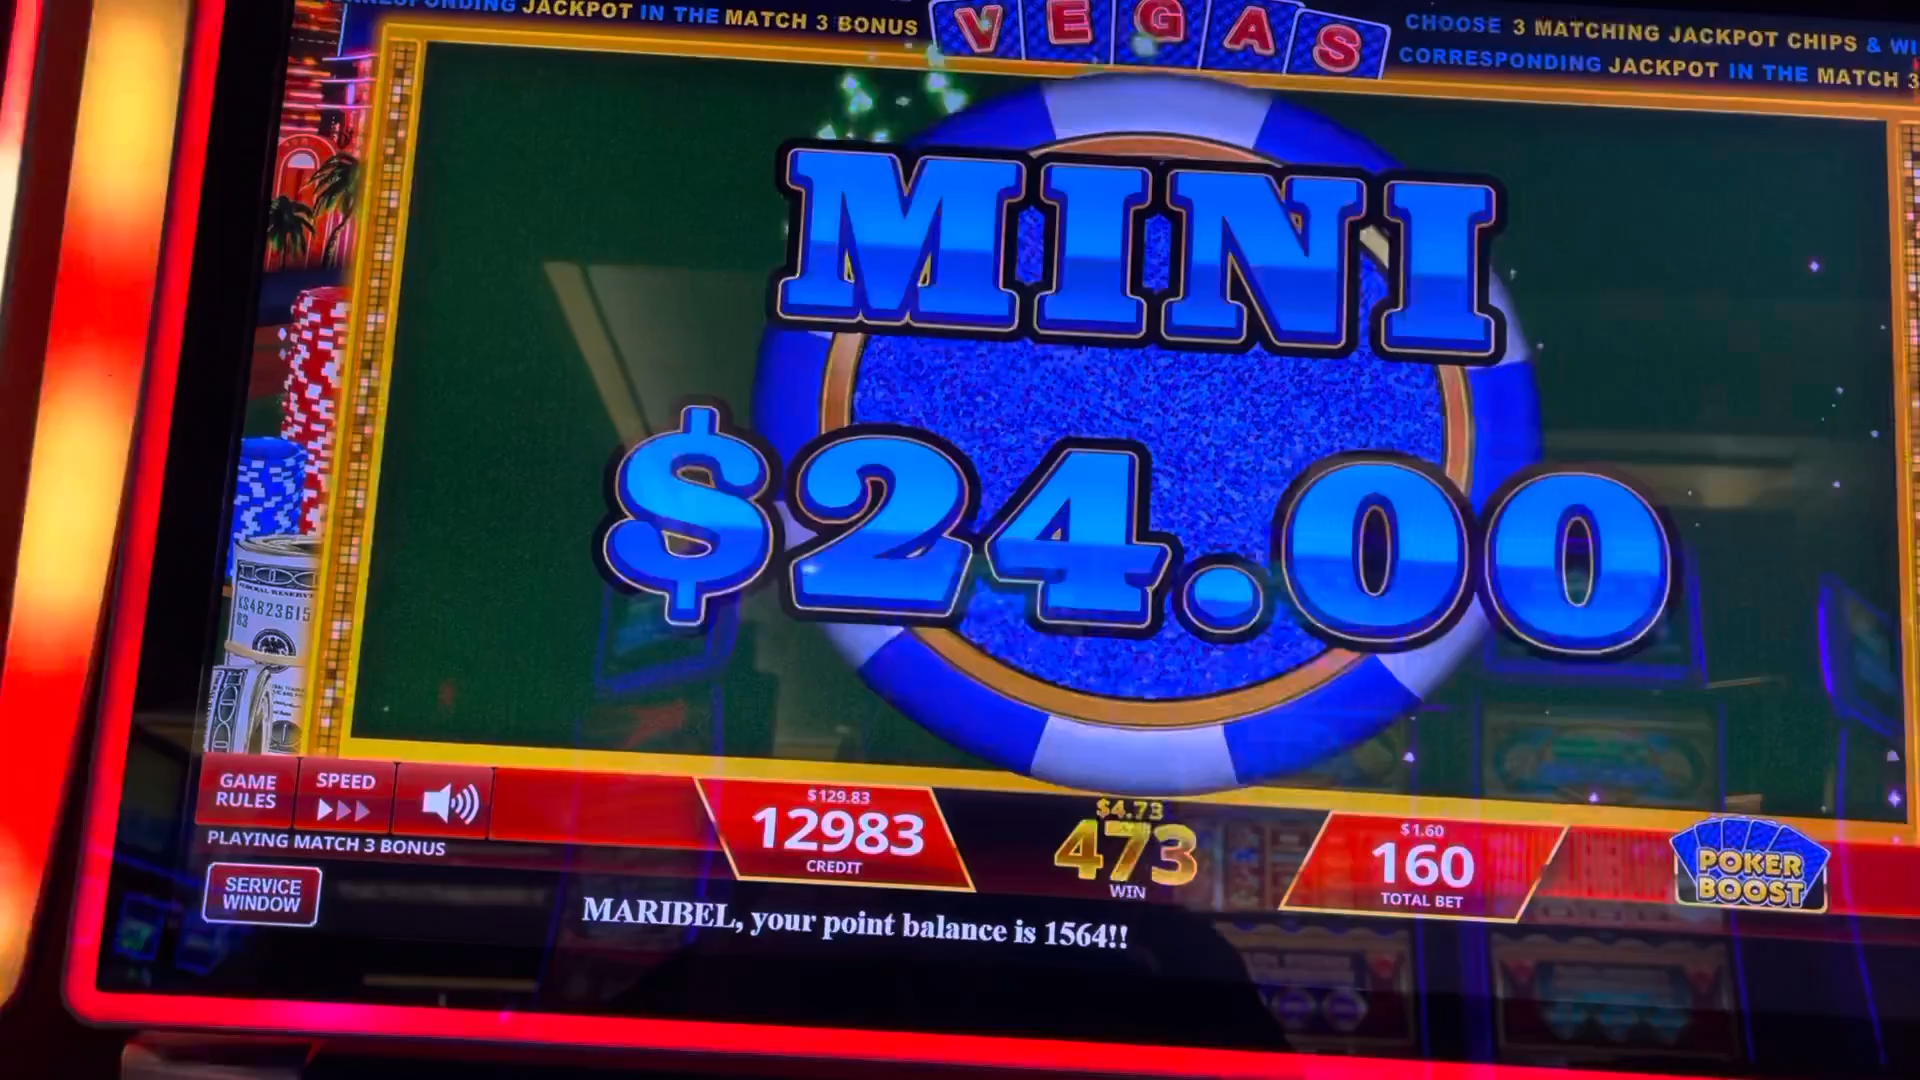 JACKPOT IN THE MATCH 3 BONUS
VEGAS
CHOOSE 3 MATCHING JACKPOT CHIPS &
CORRESPONDING JACKPOT IN THE MATCH 3
MINI
$24.00
100
KS4823615
GAME RULES
SPEED
PLAYING MATCH 3 BONUS
SERVICE WINDOW
$129.83
12983
CREDIT
$4.73
473
WIN
$1.60
160
TOTAL BET
POKER BOOST
MARIBEL, your point balance is 1564!!